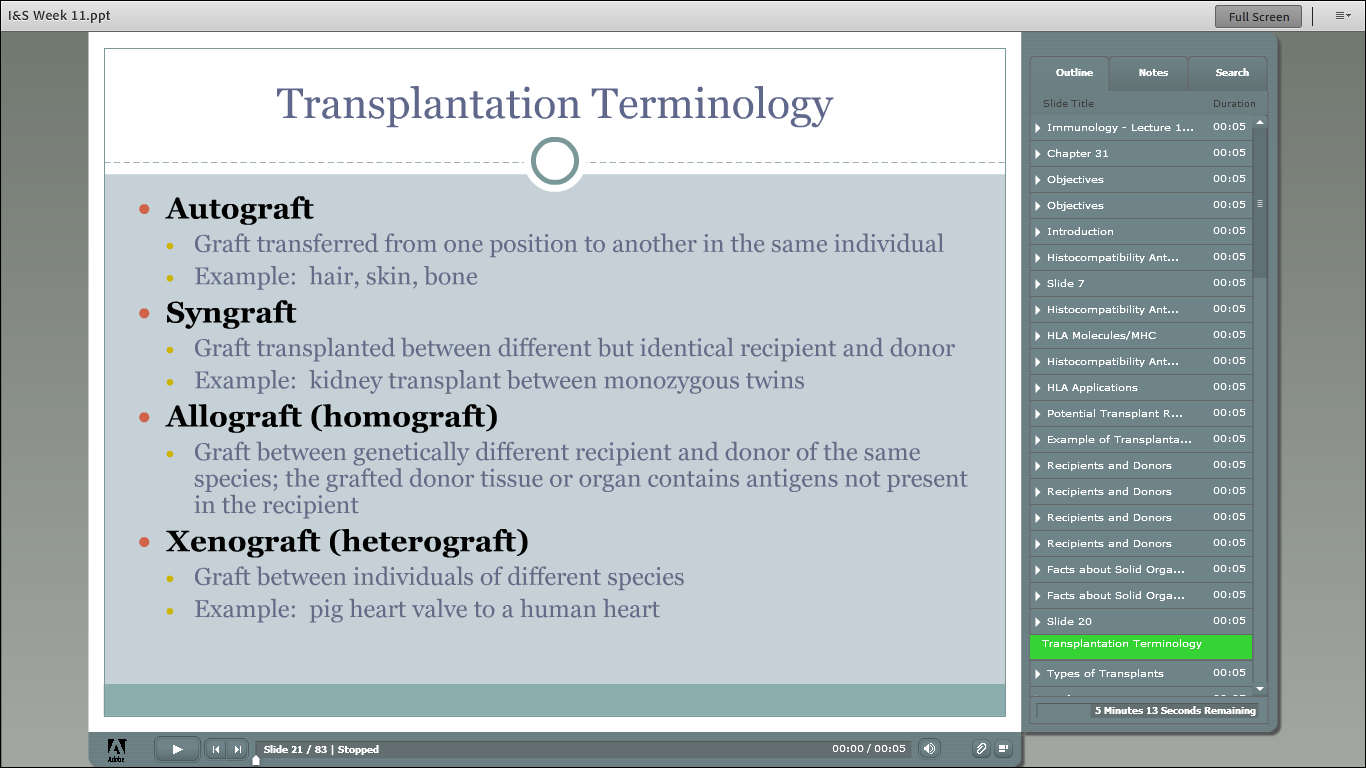 I&S Week 11.ppt
Full Screen
Transplantation Terminology
Autograft
Graft transferred from one position to another in the same individual
Example: hair, skin, bone
Syngraft
Graft transplanted between different but identical recipient and donor
Example: kidney transplant between monozygous twins
Allograft (homograft)
Graft between genetically different recipient and donor of the same
species; the grafted donor tissue or organ contains antigens not present
in the recipient
Xenograft (heterograft)
Graft between individuals of different species
Example: pig heart valve to a human heart
Outline Notes Search
Slide Title Duration
Immunology - Lecture 1... 00:05
Chapter 31 00:05
Objectives 00:05
Objectives 00:05
Introduction 00:05
Histocompatibility Ant... 00:05
Slide 7 00:05
Histocompatibility Ant... 00:05
HLA Molecules/MHC 00:05
Histocompatibility Ant... 00:05
HLA Applications 00:05
Potential Transplant R... 00:05
Example of Transplanta... 00:05
Recipients and Donors 00:05
Recipients and Donors 00:05
Recipients and Donors 00:05
Recipients and Donors 00:05
Facts about Solid Orga... 00:05
Facts about Solid Orga... 00:05
Slide 20 00:05
Transplantation Terminology
Types of Transplants 00:05
5 Minutes 13 Seconds Remaining
Adobe
Slide 21 / 83 | Stopped
00:00 / 00:05